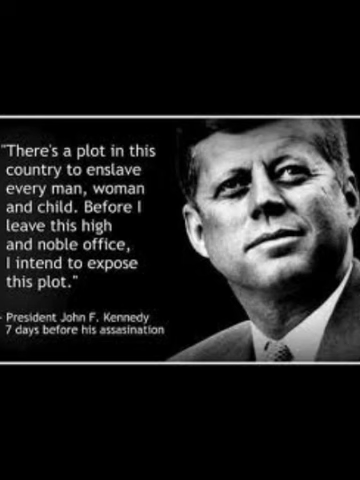 "There's a plot in this
country to enslave
every man, woman
and child. Before I
leave this high
and noble office,
I intend to expose
this plot."
- President John F. Kennedy
7 days before his assasination